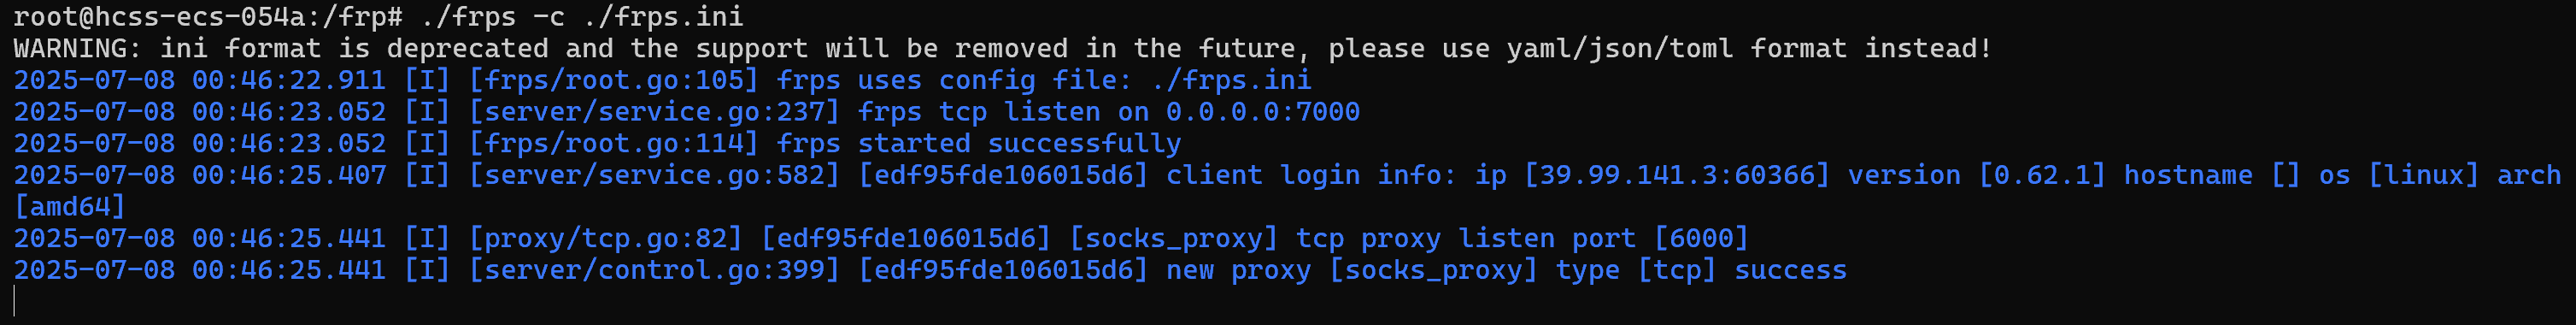 root@hcss-ecs-054a:/frp# ./frps -c ./frps.ini
WARNING: ini format is deprecated and the support will be removed in the future, please use yaml/json/toml format instead!
2025-07-08 00:46:22.911 [I] [frps/root.go:105] frps uses config file: ./frps.ini
2025-07-08 00:46:23.052 [I] [server/service.go:237] frps tcp listen on 0.0.0.0:7000
2025-07-08 00:46:23.052 [I] [frps/root.go:114] frps started successfully
2025-07-08 00:46:25.407 [I] [server/service.go:582] [edf95fde106015d6] client login info: ip [39.99.141.3:60366] version [0.62.1] hostname [] os [linux] arch
[amd64]
2025-07-08 00:46:25.441 [I] [proxy/tcp.go:82] [edf95fde106015d6] [socks_proxy] tcp proxy listen port [6000]
2025-07-08 00:46:25.441 [I] [server/control.go:399] [edf95fde106015d6] new proxy [socks_proxy] type [tcp] success